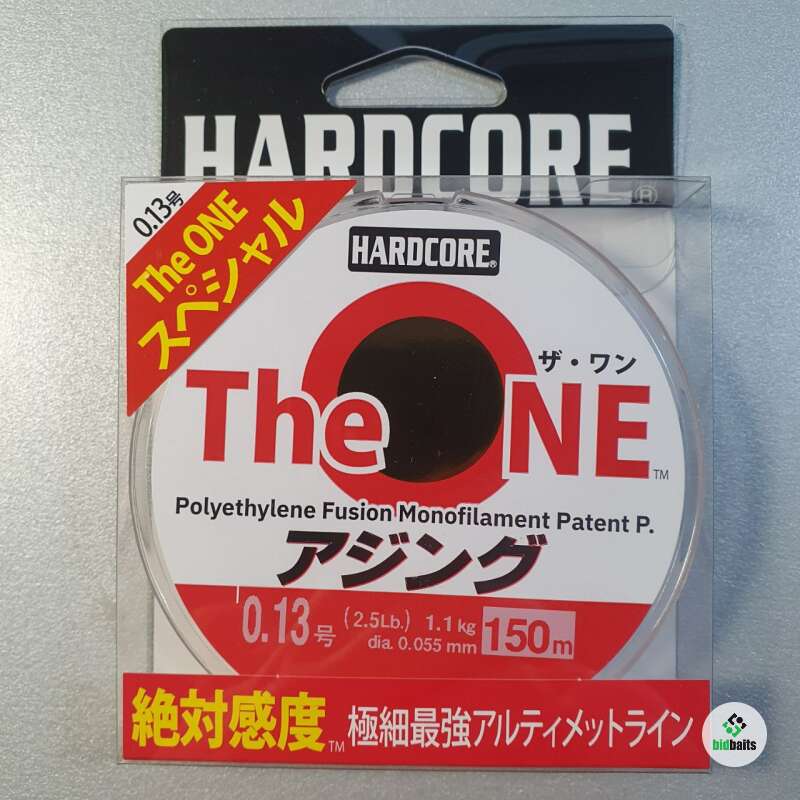 HARDCORE®
0.13号
The ONE
スペシャル
HARDCORE®
ザ・ワン
The ONE™
Polyethylene Fusion Monofilament Patent P.
アジング
0.13号 (2.5Lb.) 1.1kg dia. 0.055mm 150m
絶対感度™ 極細最強アルティメットライン
bidbaits